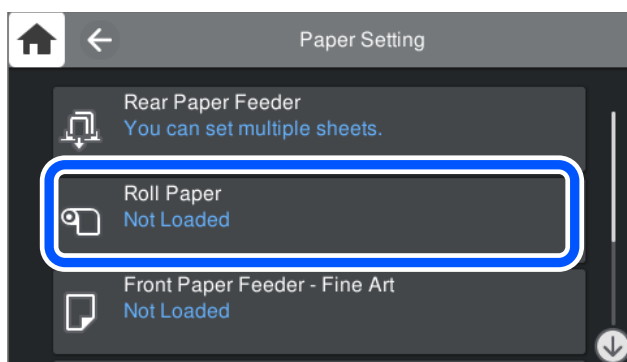 Paper Setting
Rear Paper Feeder
You can set multiple sheets.
Roll Paper
Not Loaded
Front Paper Feeder - Fine Art
Not Loaded